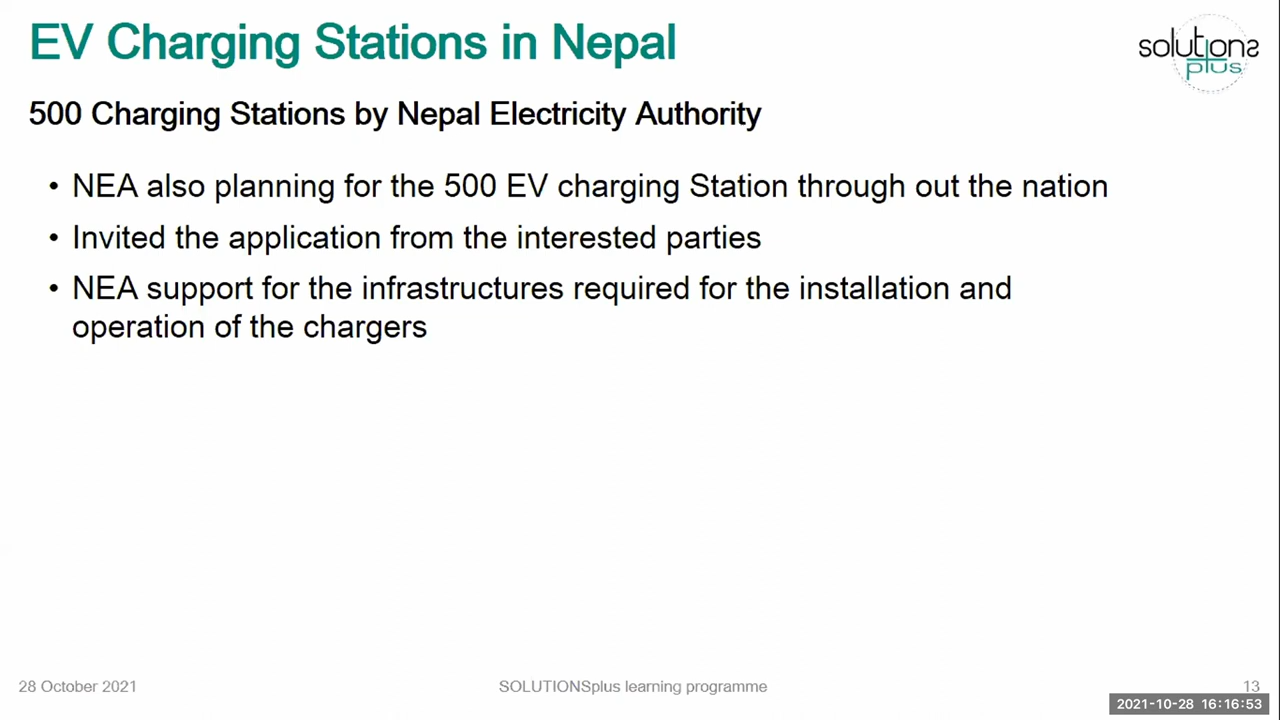 EV Charging Stations in Nepal
solutions
plus
500 Charging Stations by Nepal Electricity Authority
• NEA also planning for the 500 EV charging Station through out the nation
• Invited the application from the interested parties
• NEA support for the infrastructures required for the installation and
operation of the chargers
28 October 2021
SOLUTIONSplus learning programme
13
2021-10-28 16:16:53